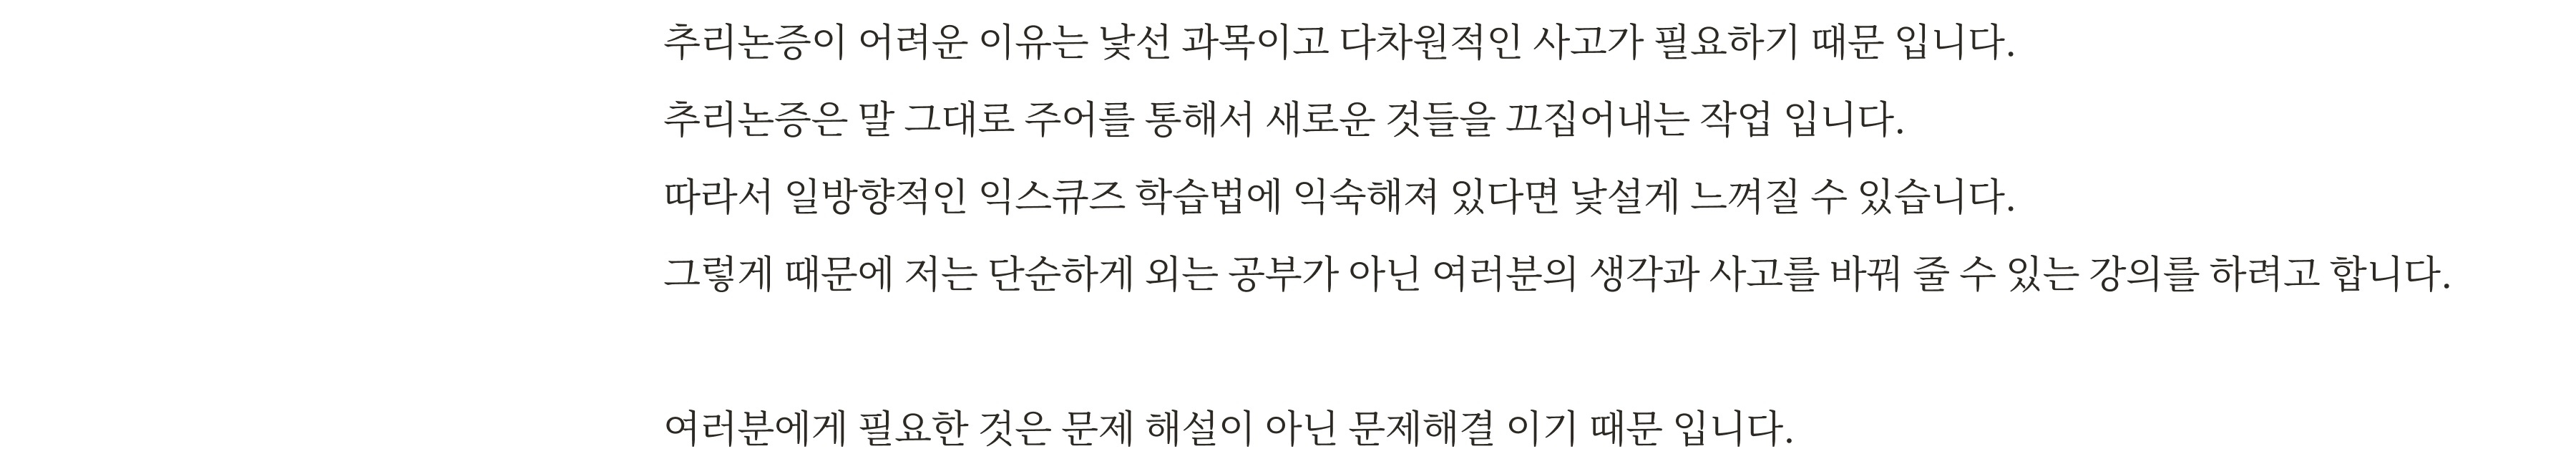 추리논증이 어려운 이유는 낯선 과목이고 다차원적인 사고가 필요하기 때문 입니다.
추리논증은 말 그대로 주어를 통해서 새로운 것들을 끄집어내는 작업 입니다.
따라서 일방향적인 익스큐즈 학습법에 익숙해져 있다면 낯설게 느껴질 수 있습니다.
그렇게 때문에 저는 단순하게 외는 공부가 아닌 여러분의 생각과 사고를 바꿔 줄 수 있는 강의를 하려고 합니다.
여러분에게 필요한 것은 문제 해설이 아닌 문제해결 이기 때문 입니다.